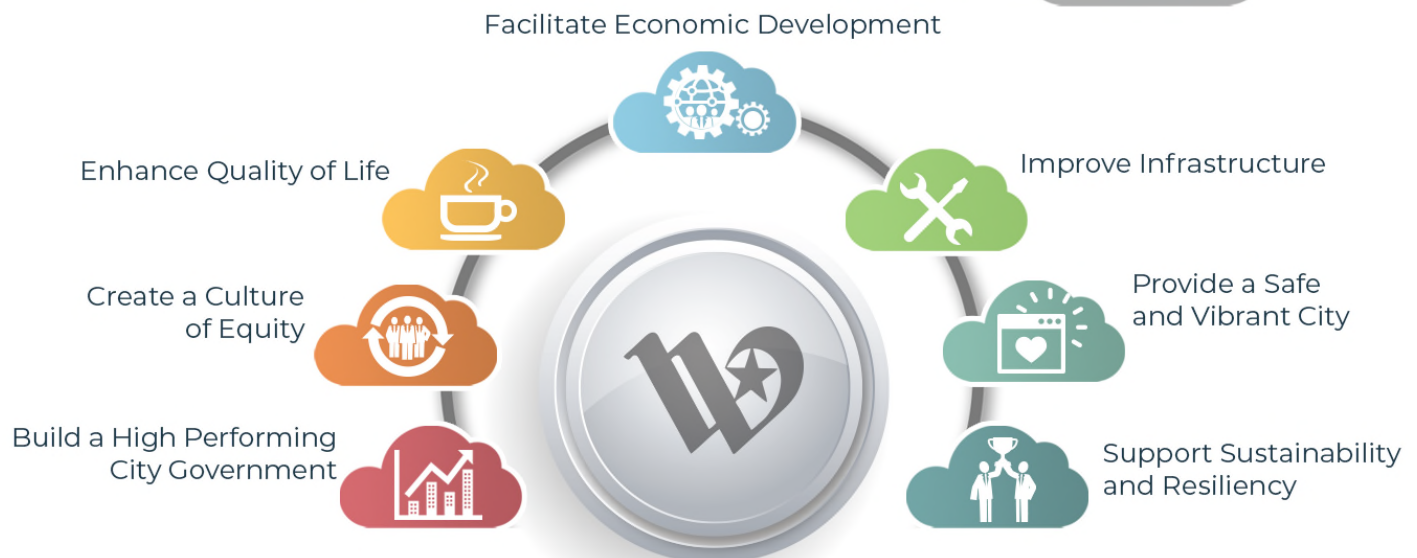 Facilitate Economic Development
Enhance Quality of Life
Improve Infrastructure
Create a Culture
of Equity
Provide a Safe
and Vibrant City
Build a High Performing
City Government
Support Sustainability
and Resiliency